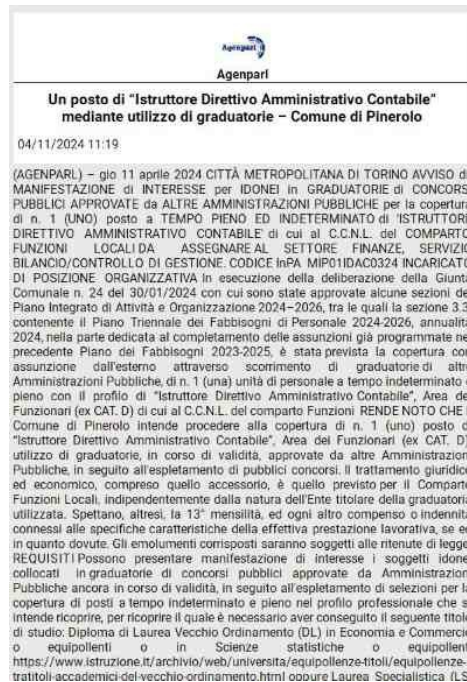 Agenparl
Agenparl
Un posto di “Istruttore Direttivo Amministrativo Contabile”
mediante utilizzo di graduatorie – Comune di Pinerolo
04/11/2024 11:19
(AGENPARL) – gio 11 aprile 2024 CITTÀ METROPOLITANA DI TORINO AVVISO di
MANIFESTAZIONE di INTERESSE per IDONEI in GRADUATORIE di CONCORSI
PUBBLICI APPROVATE da ALTRE AMMINISTRAZIONI PUBBLICHE per la copertura
di n. 1 (UNO) posto a TEMPO PIENO ED INDETERMINATO di ‘ISTRUTTORE
DIRETTIVO AMMINISTRATIVO CONTABILE’ di cui al C.C.N.L. del COMPARTO
FUNZIONI LOCALI DA ASSEGNARE AL SETTORE FINANZE, SERVIZIO
BILANCIO/CONTROLLO DI GESTIONE. CODICE InPA MIP01IDAC0324 INCARICATO
DI POSIZIONE ORGANIZZATIVA In esecuzione della deliberazione della Giunta
Comunale n. 24 del 30/01/2024 con cui sono state approvate alcune sezioni del
Piano Integrato di Attività e Organizzazione 2024–2026, tra le quali la sezione 3.3
contenente il Piano Triennale dei Fabbisogni di Personale 2024-2026, annualità
2024, nella parte dedicata al completamento delle assunzioni già programmate nel
precedente Piano dei Fabbisogni 2023-2025, è stata prevista la copertura con
assunzione dall’esterno attraverso scorrimento di graduatorie di altre
Amministrazioni Pubbliche, di n. 1 (una) unità di personale a tempo indeterminato e
pieno con il profilo di “Istruttore Direttivo Amministrativo Contabile”, Area dei
Funzionari (ex CAT. D) di cui al C.C.N.L. del comparto Funzioni RENDE NOTO CHE il
Comune di Pinerolo intende procedere alla copertura di n. 1 (uno) posto di
“Istruttore Direttivo Amministrativo Contabile”, Area dei Funzionari (ex CAT. D)
utilizzo di graduatorie, in corso di validità, approvate da altre Amministrazioni
Pubbliche, in seguito all’espletamento di pubblici concorsi. Il trattamento giuridico
ed economico, compreso quello accessorio, è quello previsto per il Comparto
Funzioni Locali, indipendentemente dalla natura dell’Ente titolare della graduatoria
utilizzata. Spettano, altresì, la 13^ mensilità, ed ogni altro compenso o indennità
connessi alle specifiche caratteristiche della effettiva prestazione lavorativa, se ed
in quanto dovute. Gli emolumenti corrisposti saranno soggetti alle ritenute di legge.
REQUISITI Possono presentare manifestazione di interesse i soggetti idonei
collocati in graduatorie di concorsi pubblici approvate da Amministrazioni
Pubbliche ancora in corso di validità, in seguito all’espletamento di selezioni per la
copertura di posti a tempo indeterminato e pieno nel profilo professionale che si
intende ricoprire, per ricoprire il quale è necessario aver conseguito il seguente titolo
di studio: Diploma di Laurea Vecchio Ordinamento (DL) in Economia e Commercio
o equipollenti o in Scienze statistiche o equipollenti
https://www.istruzione.it/archivio/web/universita/equipollenze-titoli/equipollenze-
tratitoli-accademici-del-vecchio-ordinamento.html oppure Laurea Specialistica (LS)